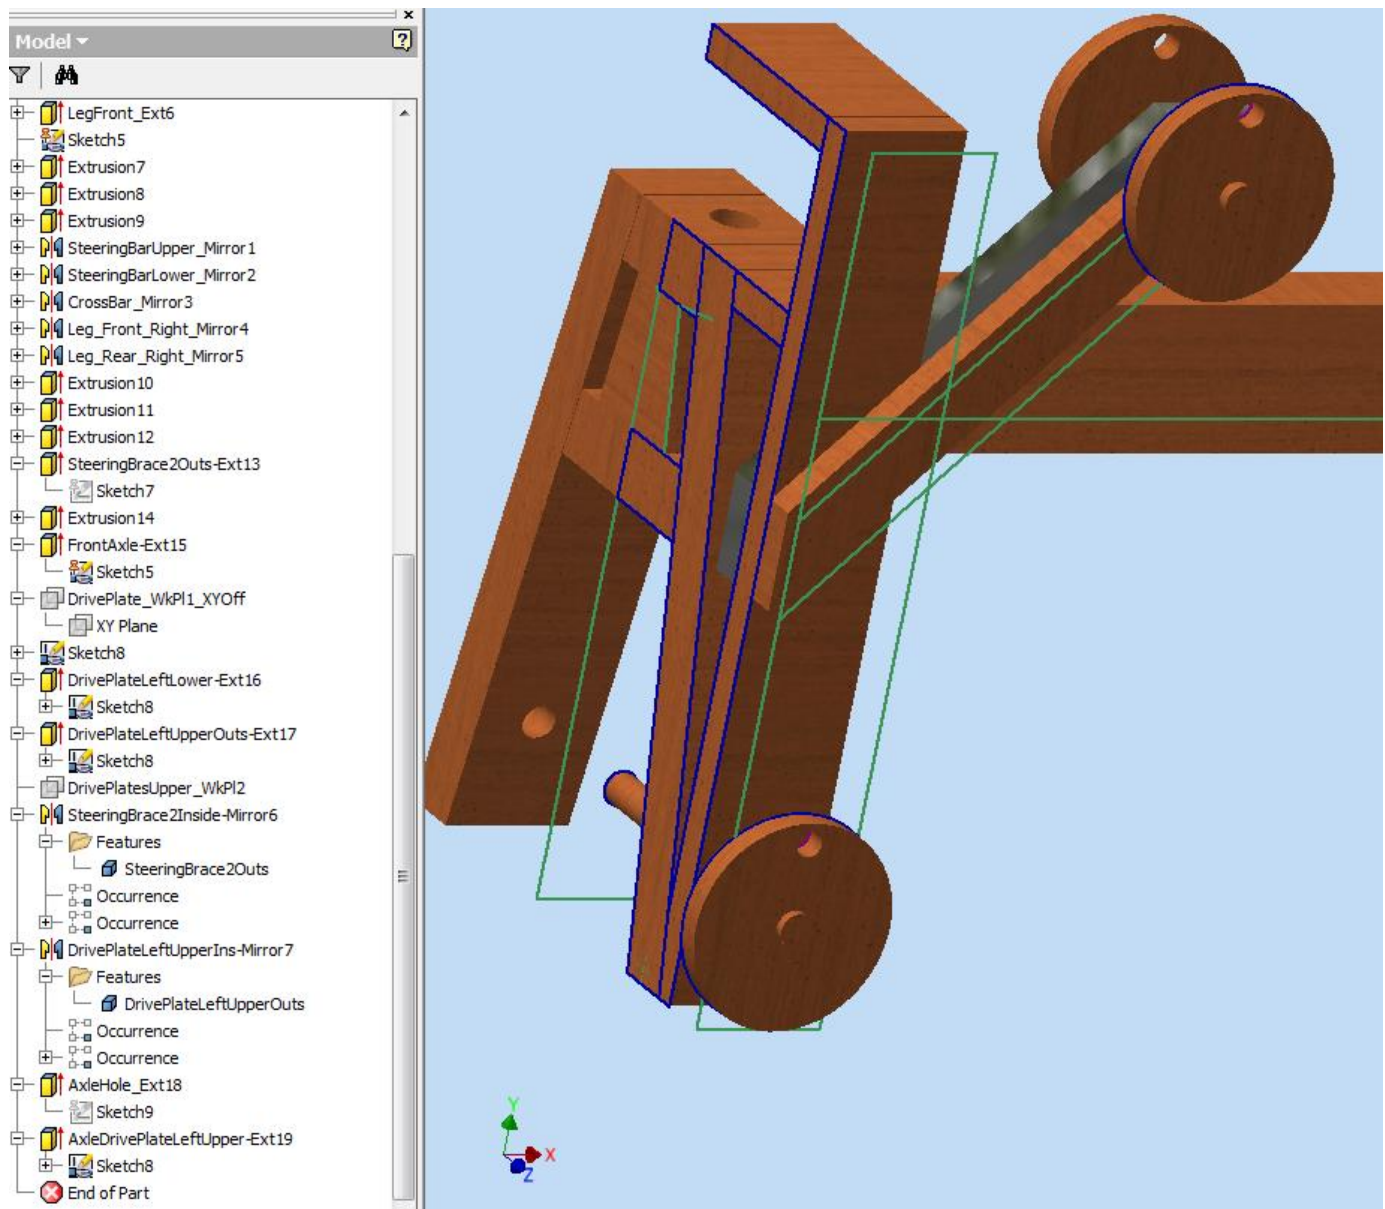 Model
LegFront_Ext6
Sketch5
Extrusion7
Extrusion8
Extrusion9
SteeringBarUpper_Mirror1
SteeringBarLower_Mirror2
CrossBar_Mirror3
Leg_Front_Right_Mirror4
Leg_Rear_Right_Mirror5
Extrusion10
Extrusion11
Extrusion12
SteeringBrace2Outs-Ext13
Sketch7
Extrusion14
FrontAxle-Ext15
Sketch5
DrivePlate_WkPl1_XYOff
XY Plane
Sketch8
DrivePlateLeftLower-Ext16
Sketch8
DrivePlateLeftUpperOuts-Ext17
Sketch8
DrivePlatesUpper_WkPl2
SteeringBrace2Inside-Mirror6
Features
SteeringBrace2Outs
Occurrence
Occurrence
DrivePlateLeftUpperIns-Mirror7
Features
DrivePlateLeftUpperOuts
Occurrence
Occurrence
AxleHole_Ext18
Sketch9
AxleDrivePlateLeftUpper-Ext19
Sketch8
End of Part
Y
X
Z